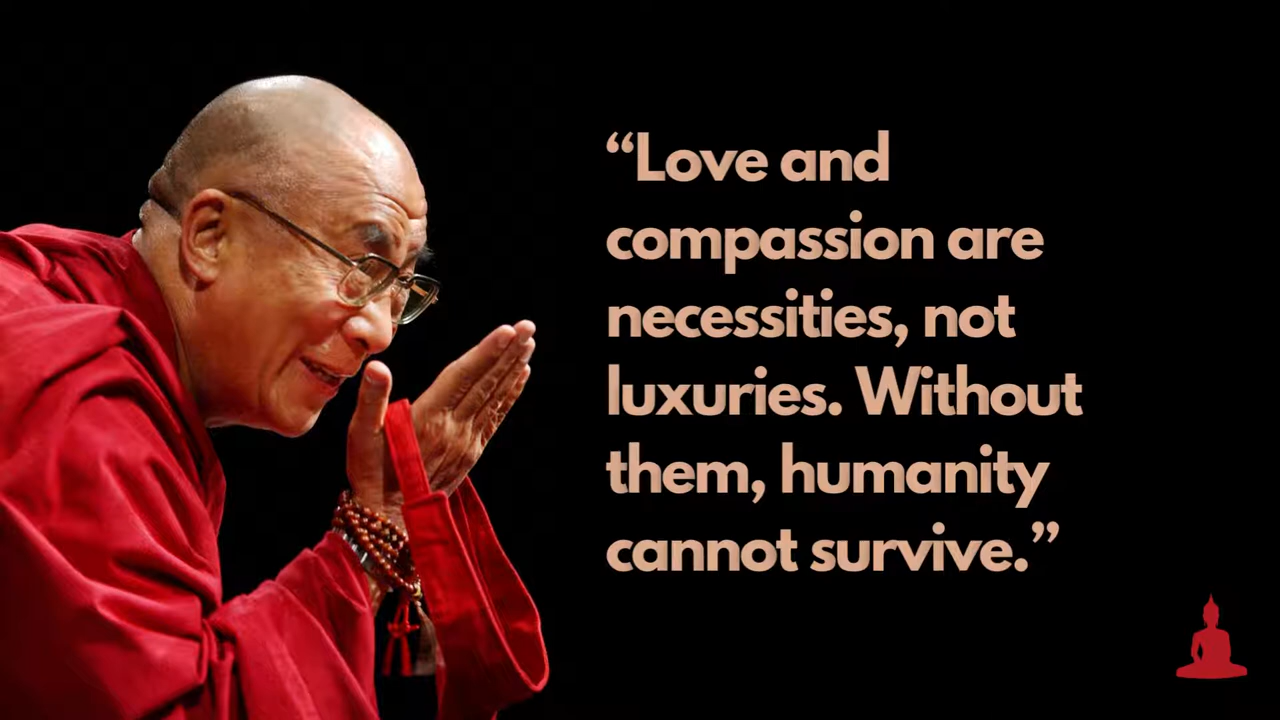 “Love and
compassion are
necessities, not
luxuries. Without
them, humanity
cannot survive.”